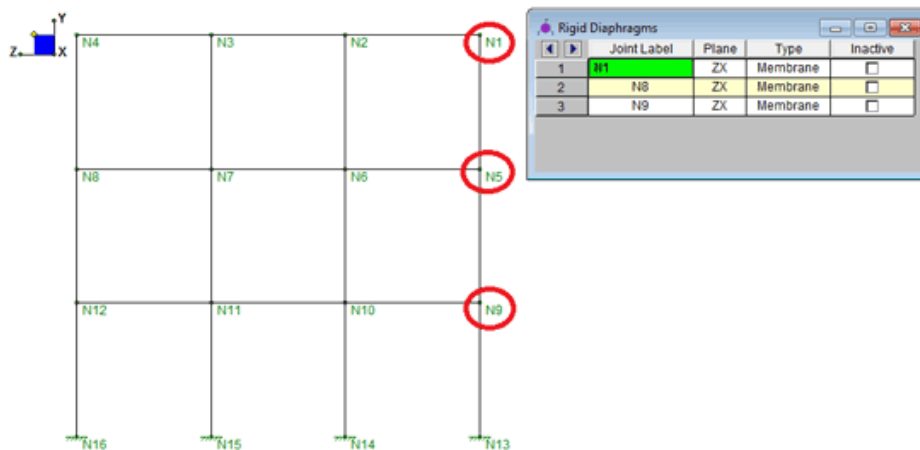 Y
Z X
N4 N3 N2 N1
N8 N7 N6 N5
N12 N11 N10 N9
N16 N15 N14 N13
Rigid Diaphragms
Joint Label Plane Type Inactive
1 N1 ZX Membrane
2 N8 ZX Membrane
3 N9 ZX Membrane